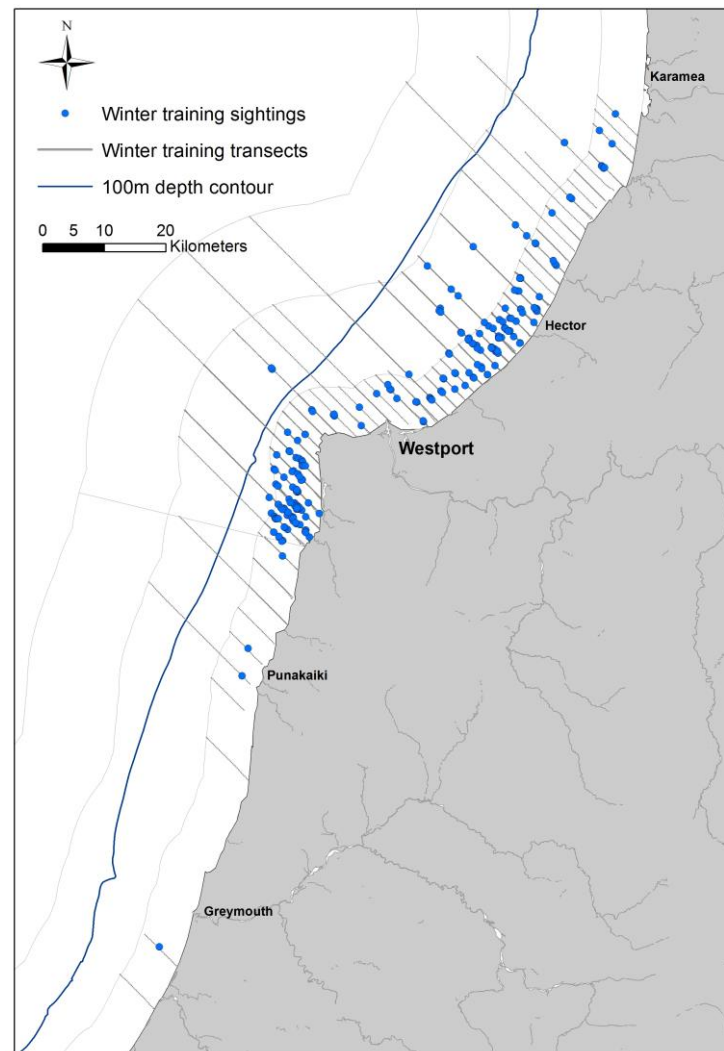 N
Karamea
Winter training sightings
Winter training transects
100m depth contour
0 5 10 20
Kilometers
Hector
Westport
Punakaiki
Greymouth